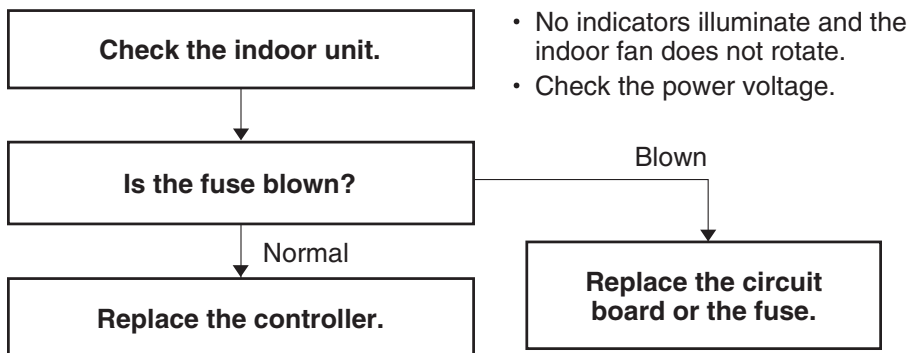 Check the indoor unit.
• No indicators illuminate and the
indoor fan does not rotate.
• Check the power voltage.
Is the fuse blown?
Blown
Normal
Replace the circuit
board or the fuse.
Replace the controller.